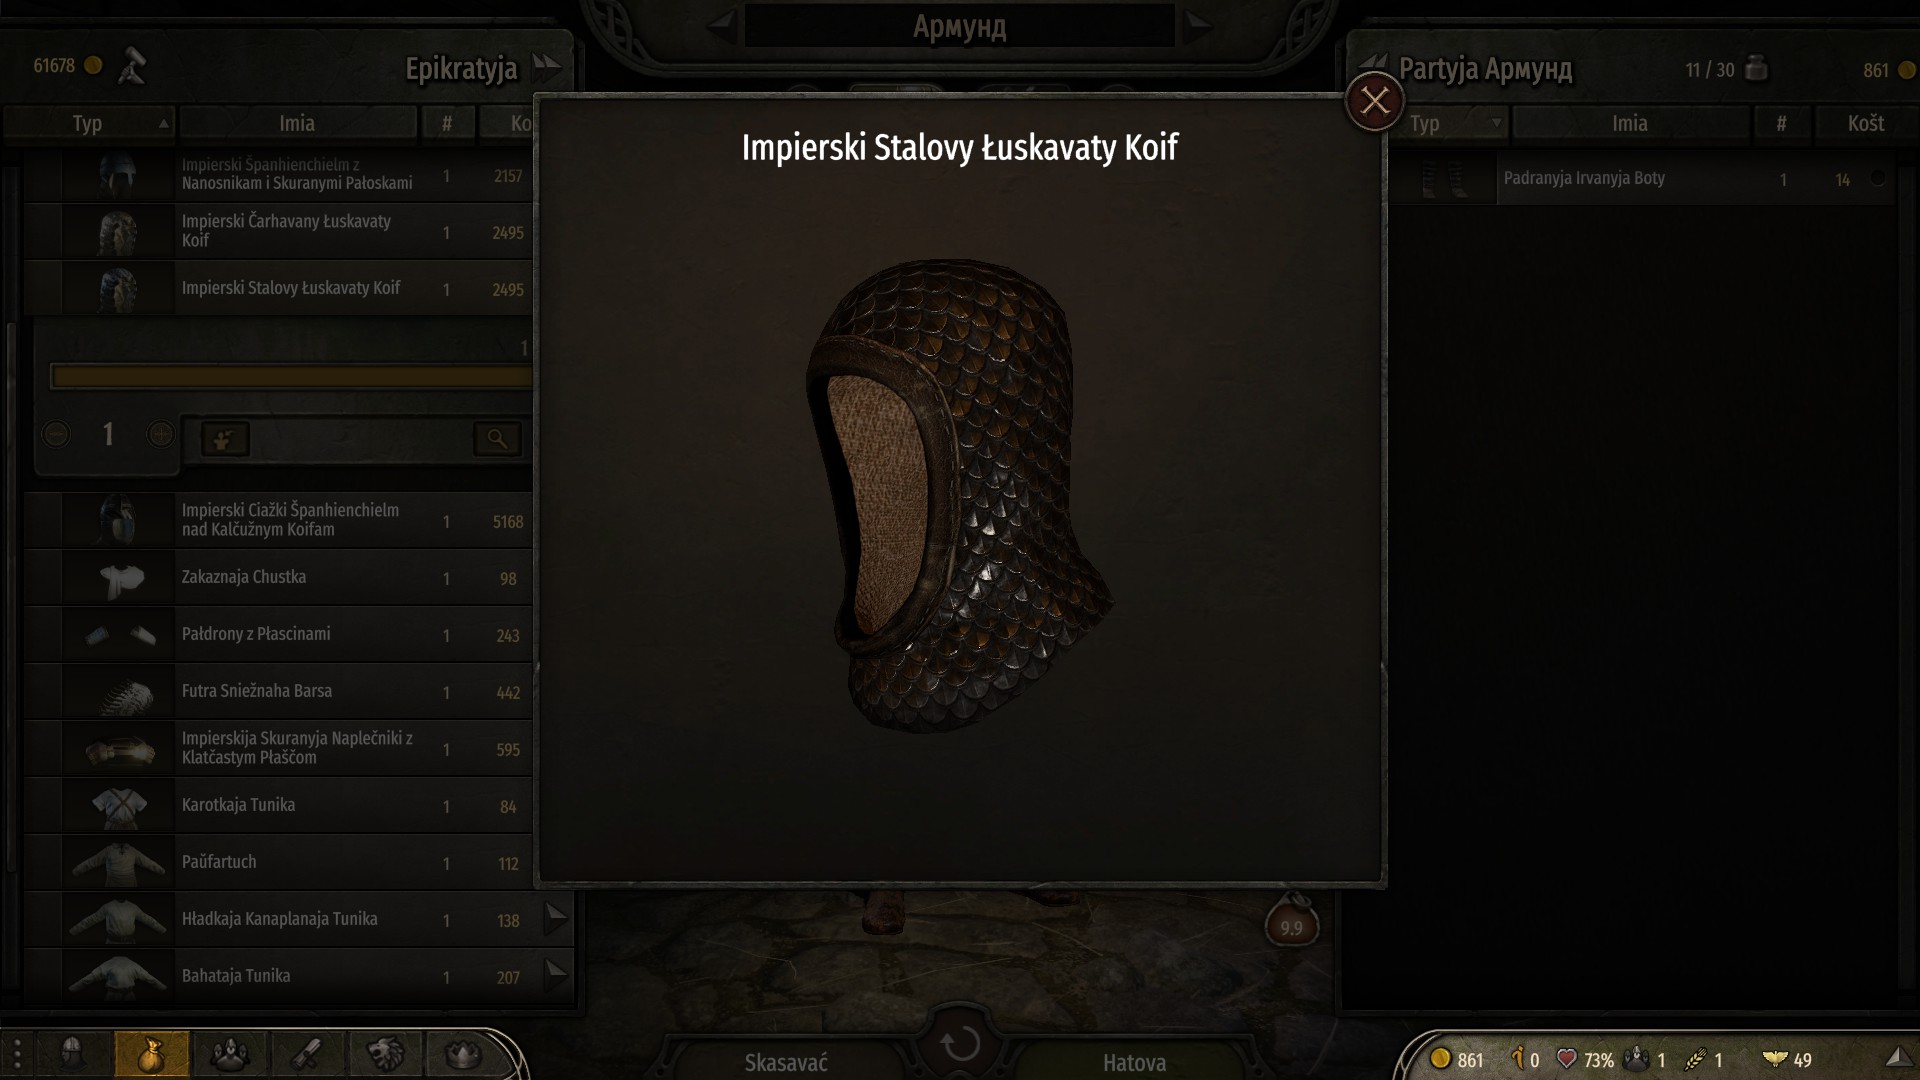 Армунд
61678
Epikratyja
Typ
Imia
#
Ko
Impierski Španhienchielm z
Nanosnikam i Skuranymi Pałoskami
1
2157
Impierski Čarhavany Łuskavaty
Koif
1
2495
Impierski Stalovy Łuskavaty Koif
1
2495
1
1
Impierski Ciažki Španhienchielm
nad Kalčužnym Koifam
1
5168
Zakaznaja Chustka
1
98
Pałdrony z Płascinami
1
243
Futra Sniežnaha Barsa
1
442
Impierskija Skuranyja Naplečniki z
Klatčastym Płaščom
1
595
Karotkaja Tunika
1
84
Paŭfartuch
1
112
Hładkaja Kanaplanaja Tunika
1
138
Bahataja Tunika
1
207
Impierski Stalovy Łuskavaty Koif
Partyja Армунд
11 / 30
861
Typ
Imia
#
Košt
Padranyja Irvanyja Boty
1
14
9.9
Skasavać
Hatova
861
0
73%
1
1
49